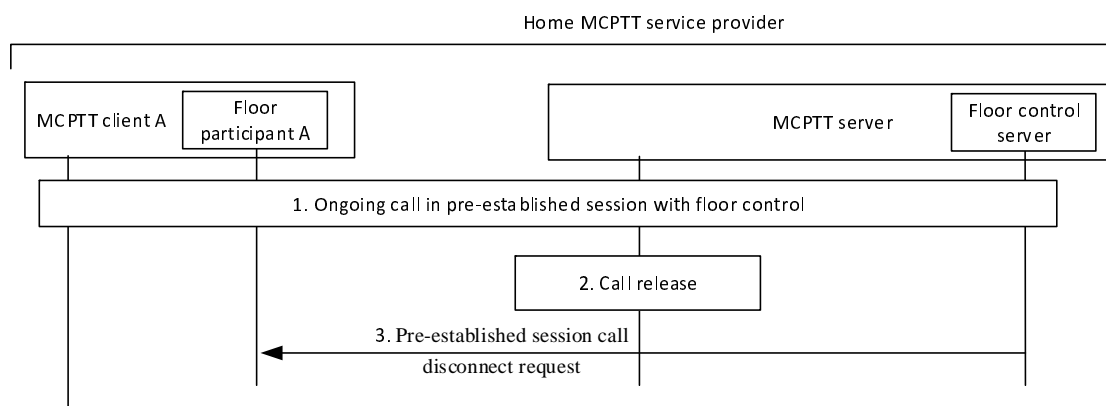 Home MCPTT service provider
MCPTT client A
Floor
participant A
MCPTT server
Floor control
server
1. Ongoing call in pre-established session with floor control
2. Call release
3. Pre-established session call
disconnect request